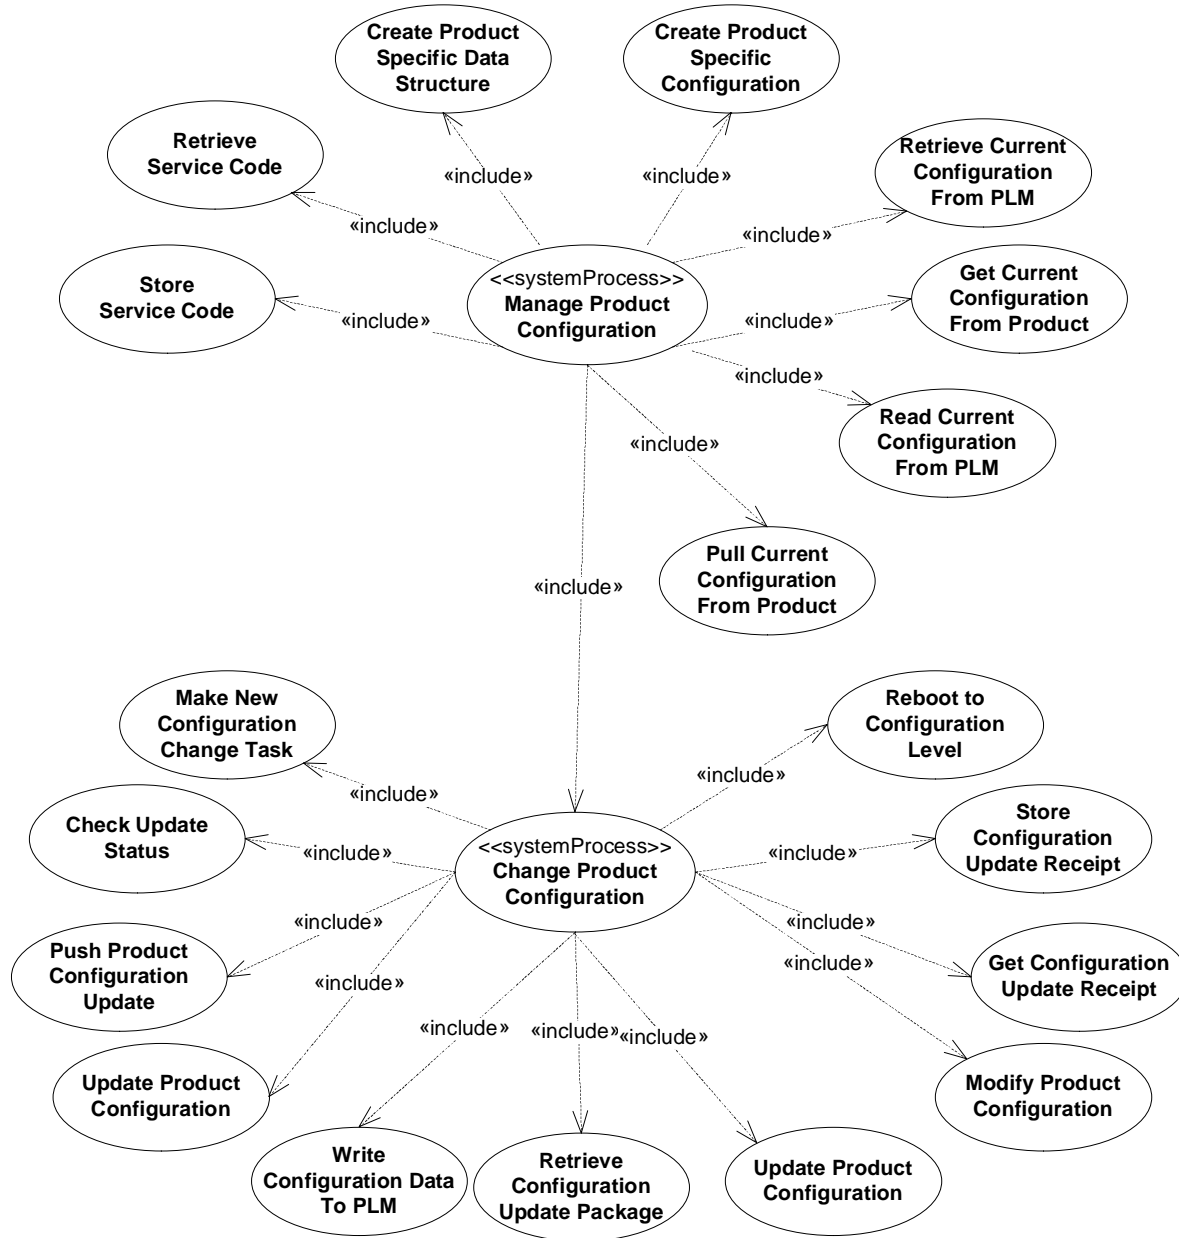 Create Product
Specific Data
Structure
Create Product
Specific
Configuration
Retrieve
Service Code
Retrieve Current
Configuration
From PLM
«include»
«include»
«include»
«include»
Store
Service Code
<<systemProcess>>
Manage Product
Configuration
Get Current
Configuration
From Product
«include»
«include»
«include»
Read Current
Configuration
From PLM
«include»
Pull Current
Configuration
From Product
«include»
Make New
Configuration
Change Task
Reboot to
Configuration
Level
«include»
«include»
Check Update
Status
«include»
<<systemProcess>>
Change Product
Configuration
«include»
Store
Configuration
Update Receipt
«include»
«include»
Push Product
Configuration
Update
«include»
«include»
Get Configuration
Update Receipt
«include»
«include»
«include»
Update Product
Configuration
Modify Product
Configuration
Write
Configuration Data
To PLM
Retrieve
Configuration
Update Package
Update Product
Configuration